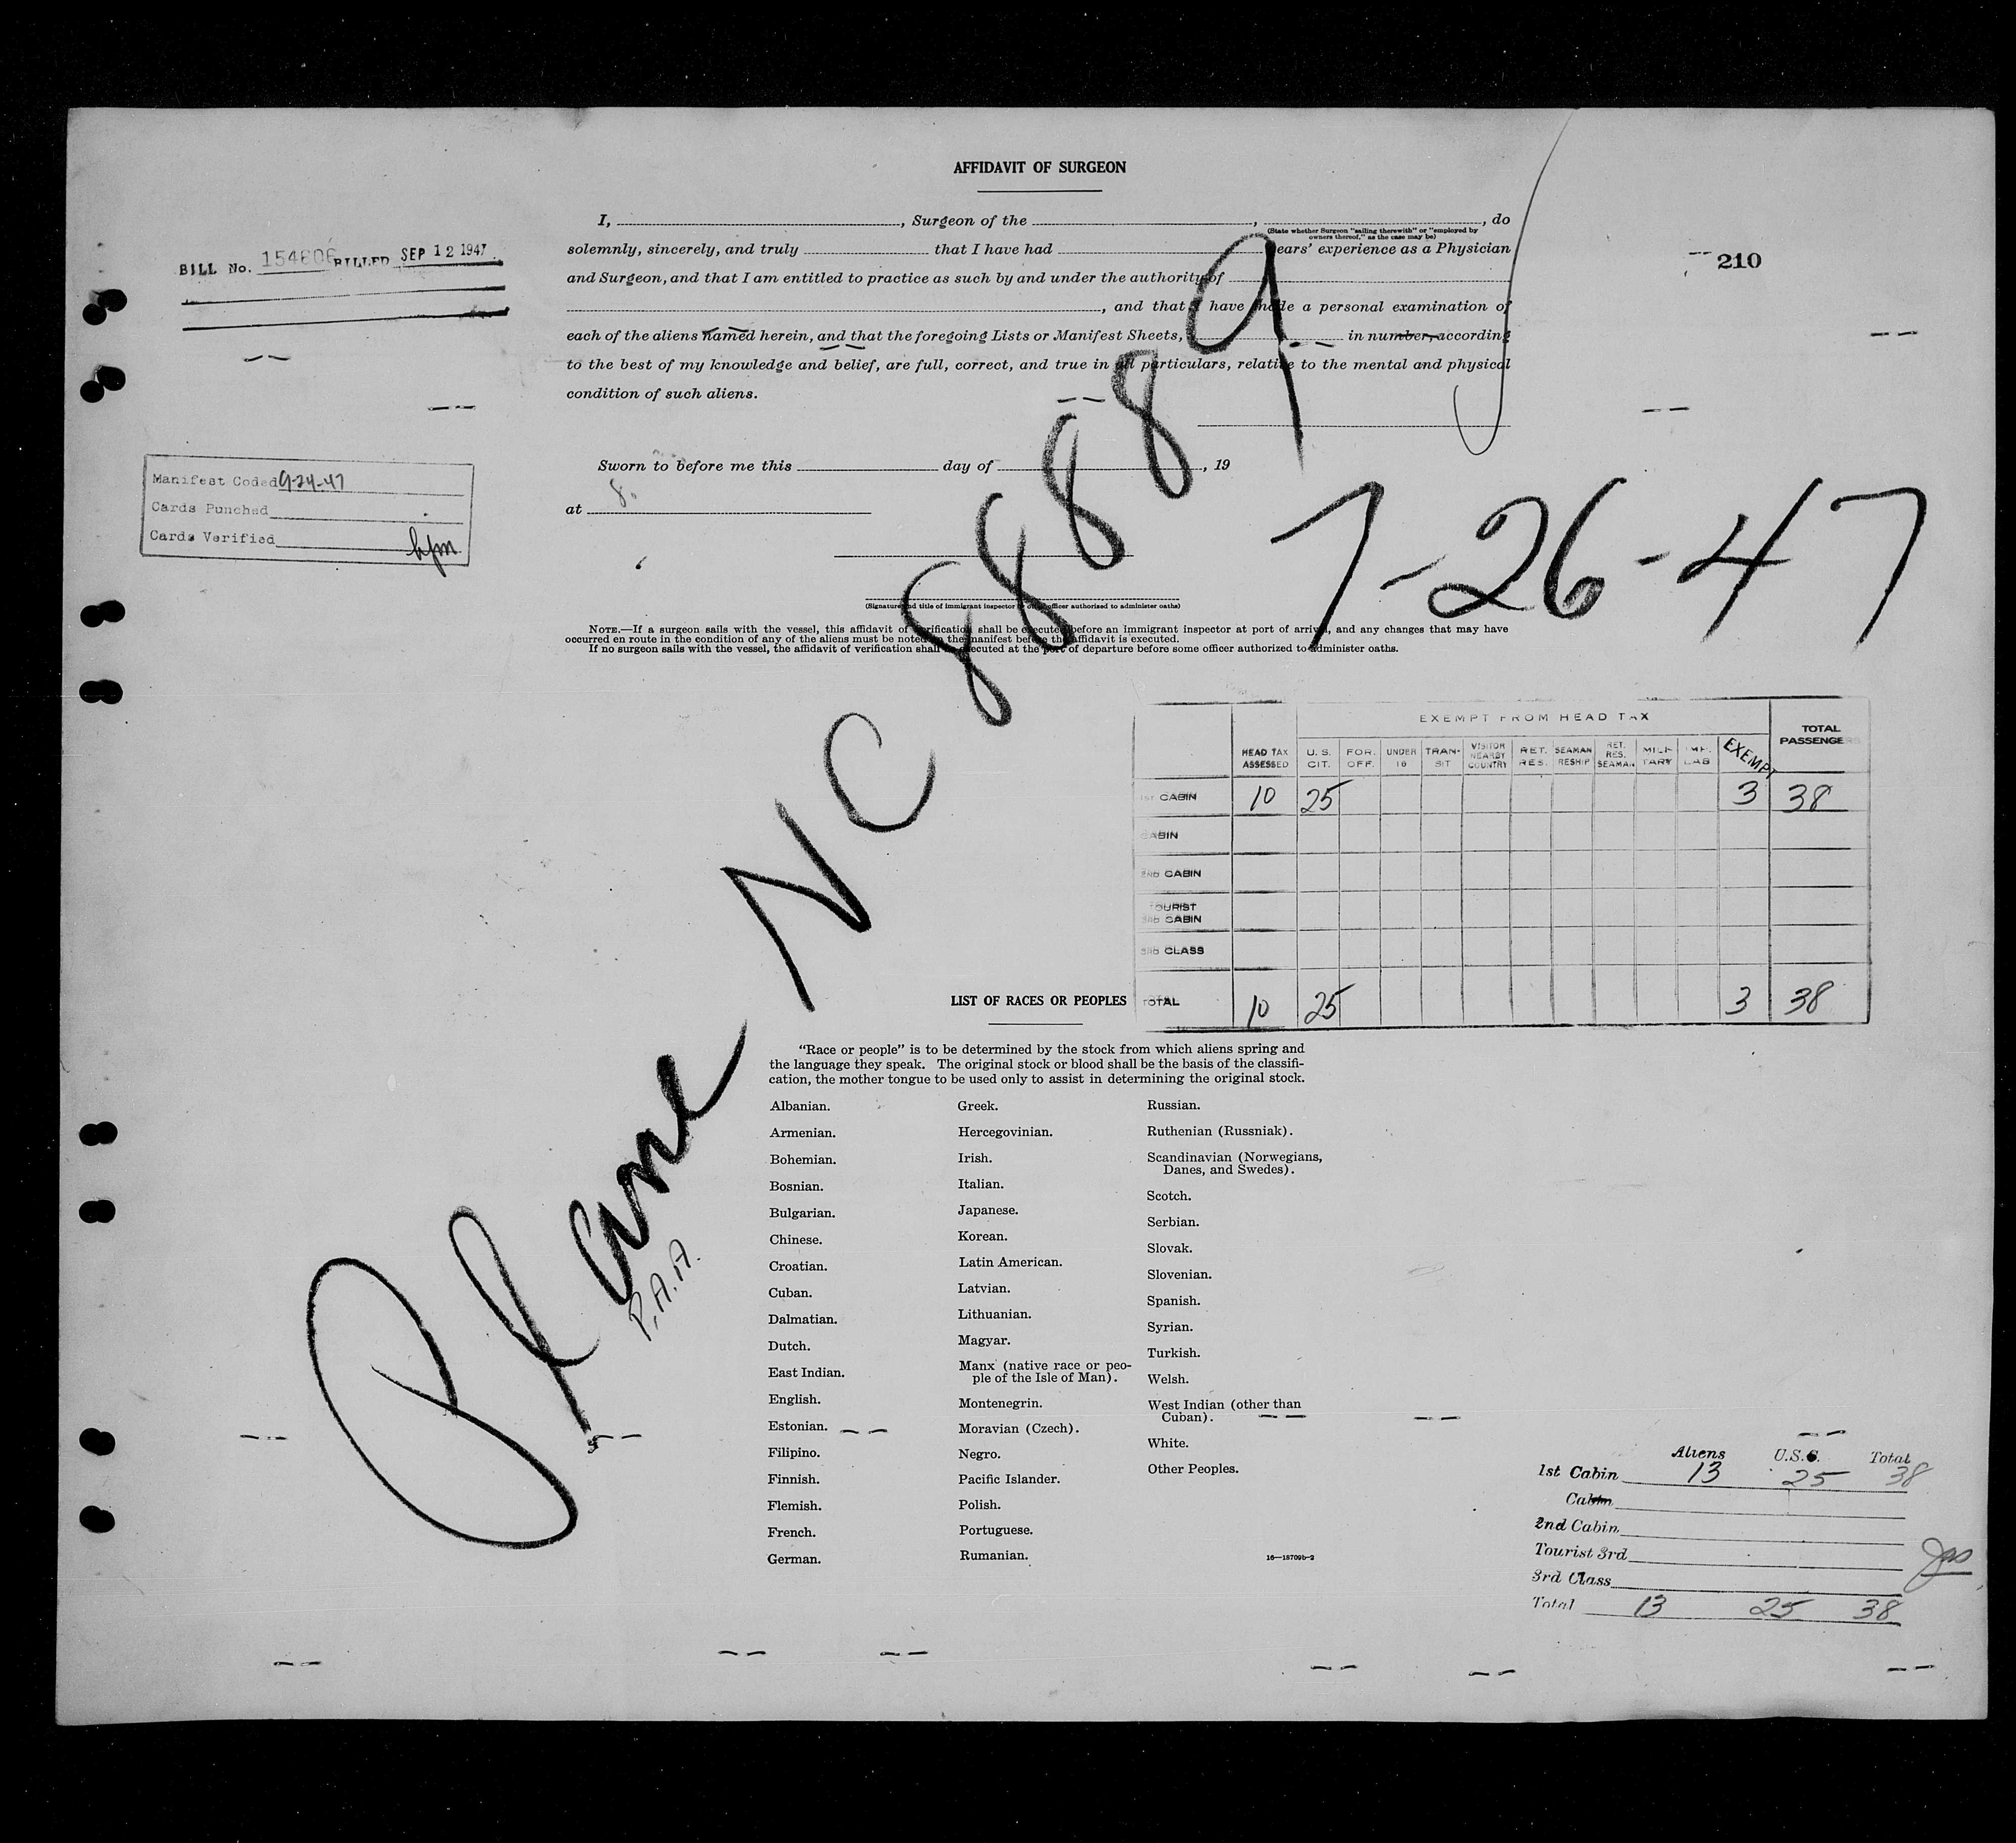 AFFIDAVIT OF SURGEON
I, , Surgeon of the , , do
(State whether Surgeon "sailing therewith" or "employed by
owners thereof," as the case may be)
solemnly, sincerely, and truly that I have had years' experience as a Physician
and Surgeon, and that I am entitled to practice as such by and under the authority of
, and that I have made a personal examination of
each of the aliens named herein, and that the foregoing Lists or Manifest Sheets, in number, according
to the best of my knowledge and belief, are full, correct, and true in all particulars, relative to the mental and physical
condition of such aliens.
Sworn to before me this day of , 19
at 8.
(Signature and title of immigrant inspector or other officer authorized to administer oaths)
NOTE.—If a surgeon sails with the vessel, this affidavit of verification shall be executed before an immigrant inspector at port of arrival, and any changes that may have
occurred en route in the condition of any of the aliens must be noted on the manifest before the affidavit is executed.
If no surgeon sails with the vessel, the affidavit of verification shall be executed at the port of departure before some officer authorized to administer oaths.
BILL No. 154606 BILLED SEP 12 1947
210
Manifest Coded 9-24-47
Cards Punched
Cards Verified
hfm
Plane NC 88889
P.A.A.
7-26-47
EXEMPT FROM HEAD TAX
HEAD TAX ASSESSED U.S. CIT. FOR. OFF. UNDER 16 TRANSIT VISITOR NEARBY COUNTRY RET. RES. SEAMAN RESHIP RET. RES. SEAMAN MILITARY IMP. LAB EXEMPT TOTAL PASSENGERS
1ST CABIN 10 25 3 38
CABIN
2ND CABIN
TOURIST 3RD CABIN
3RD CLASS
TOTAL 10 25 3 38
LIST OF RACES OR PEOPLES
"Race or people" is to be determined by the stock from which aliens spring and
the language they speak. The original stock or blood shall be the basis of the classifi-
cation, the mother tongue to be used only to assist in determining the original stock.
Albanian.
Armenian.
Bohemian.
Bosnian.
Bulgarian.
Chinese.
Croatian.
Cuban.
Dalmatian.
Dutch.
East Indian.
English.
Estonian.
Filipino.
Finnish.
Flemish.
French.
German.
Greek.
Hercegovinian.
Irish.
Italian.
Japanese.
Korean.
Latin American.
Latvian.
Lithuanian.
Magyar.
Manx (native race or peo-
ple of the Isle of Man).
Montenegrin.
Moravian (Czech).
Negro.
Pacific Islander.
Polish.
Portuguese.
Rumanian.
Russian.
Ruthenian (Russniak).
Scandinavian (Norwegians,
Danes, and Swedes).
Scotch.
Serbian.
Slovak.
Slovenian.
Spanish.
Syrian.
Turkish.
Welsh.
West Indian (other than
Cuban).
White.
Other Peoples.
16—18709b-2
Aliens U.S.C. Total
1st Cabin 13 25 38
Cabin
2nd Cabin
Tourist 3rd
3rd Class
Total 13 25 38